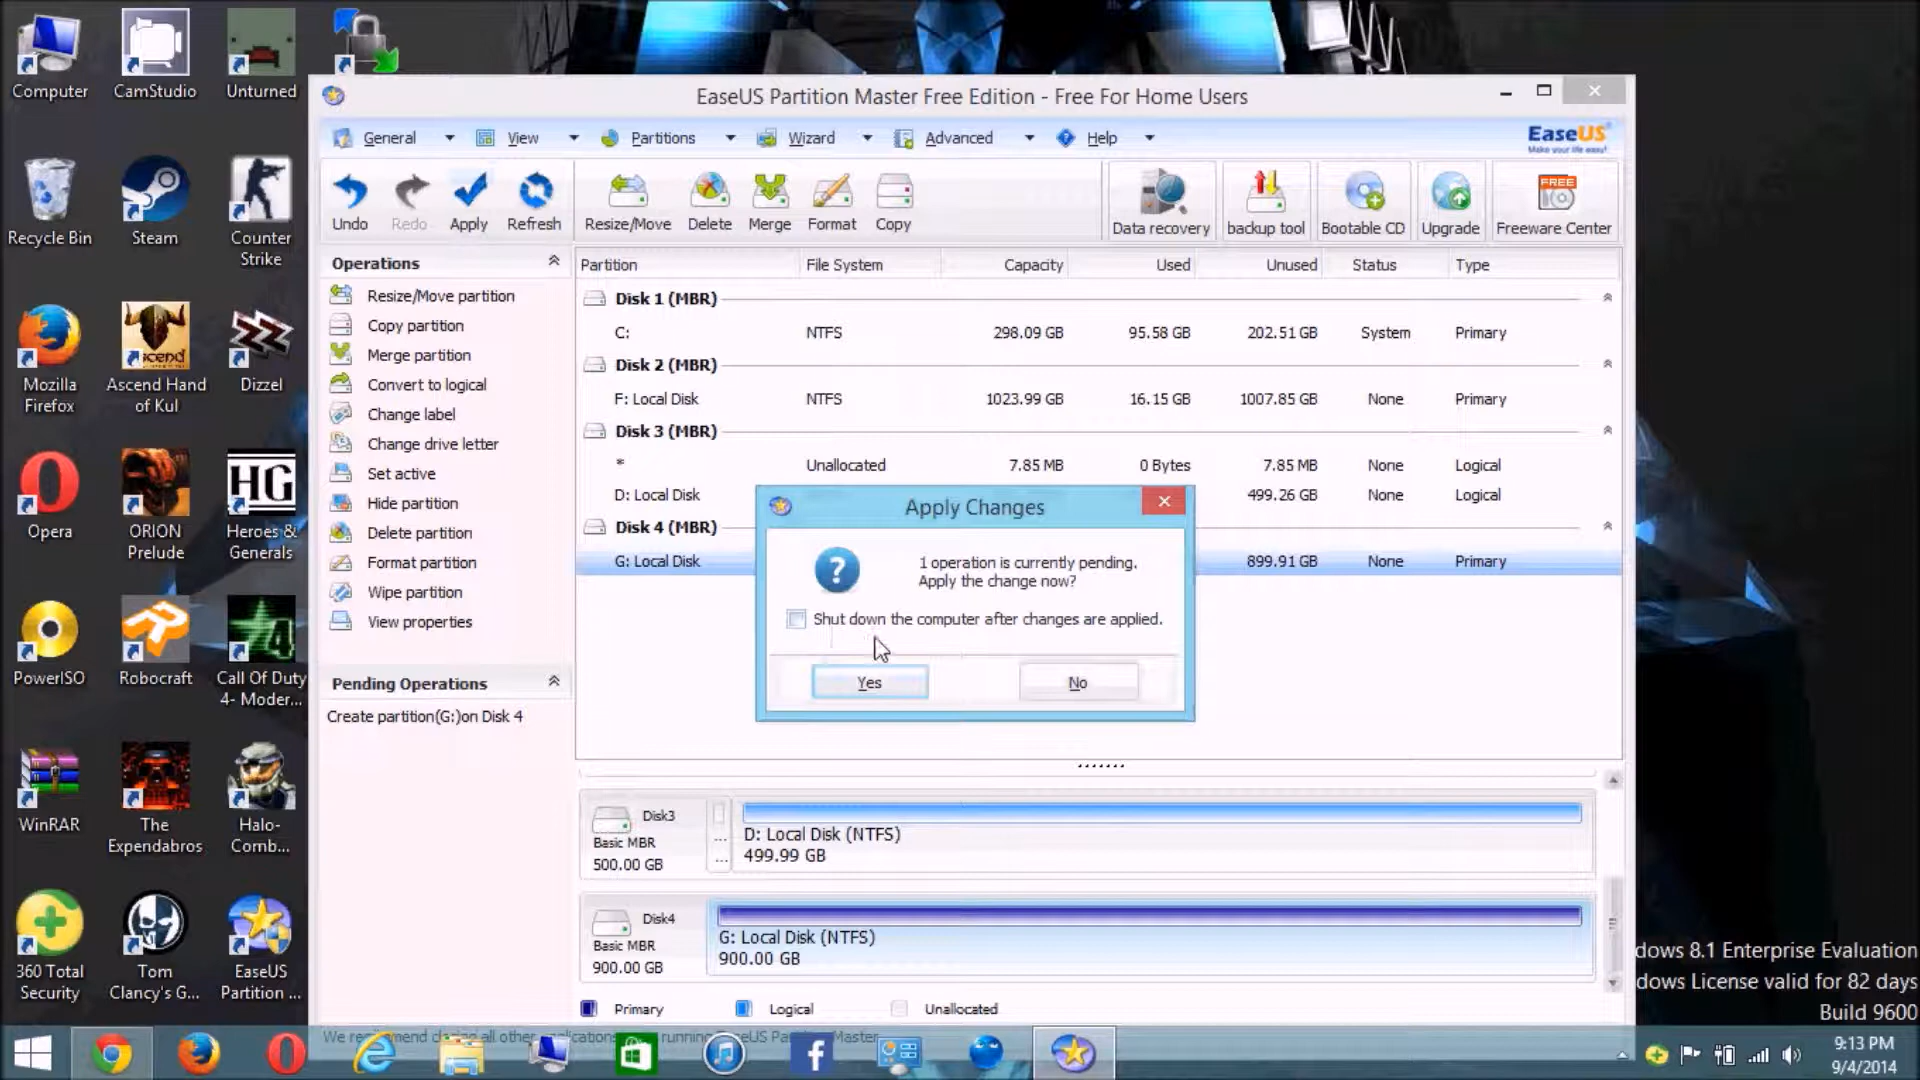 Computer
CamStudio
Unturned
Recycle Bin
Steam
Counter
Strike
Mozilla
Firefox
Ascend Hand
of Kul
Dizzel
Opera
ORION
Prelude
Heroes &
Generals
PowerISO
Robocraft
Call Of Duty
4- Moder...
WinRAR
The
Expendabros
Halo-
Comb...
360 Total
Security
Tom
Clancy's G...
EaseUS
Partition ...
EaseUS Partition Master Free Edition - Free For Home Users
General View Partitions Wizard Advanced Help
EaseUS
Make your life easy!
Undo Redo Apply Refresh Resize/Move Delete Merge Format Copy Data recovery backup tool Bootable CD Upgrade Freeware Center
FREE
Operations
Resize/Move partition
Copy partition
Merge partition
Convert to logical
Change label
Change drive letter
Set active
Hide partition
Delete partition
Format partition
Wipe partition
View properties
Pending Operations
Create partition(G:)on Disk 4
Partition File System Capacity Used Unused Status Type
Disk 1 (MBR)
C: NTFS 298.09 GB 95.58 GB 202.51 GB System Primary
Disk 2 (MBR)
F: Local Disk NTFS 1023.99 GB 16.15 GB 1007.85 GB None Primary
Disk 3 (MBR)
* Unallocated 7.85 MB 0 Bytes 7.85 MB None Logical
D: Local Disk 499.26 GB None Logical
Disk 4 (MBR)
G: Local Disk 899.91 GB None Primary
Apply Changes
1 operation is currently pending.
Apply the change now?
Shut down the computer after changes are applied.
Yes No
Disk3
Basic MBR
500.00 GB
D: Local Disk (NTFS)
499.99 GB
Disk4
Basic MBR
900.00 GB
G: Local Disk (NTFS)
900.00 GB
Primary Logical Unallocated
We recommend closing all other applications running EaseUS Partition Master
dows 8.1 Enterprise Evaluation
dows License valid for 82 days
Build 9600
9:13 PM
9/4/2014